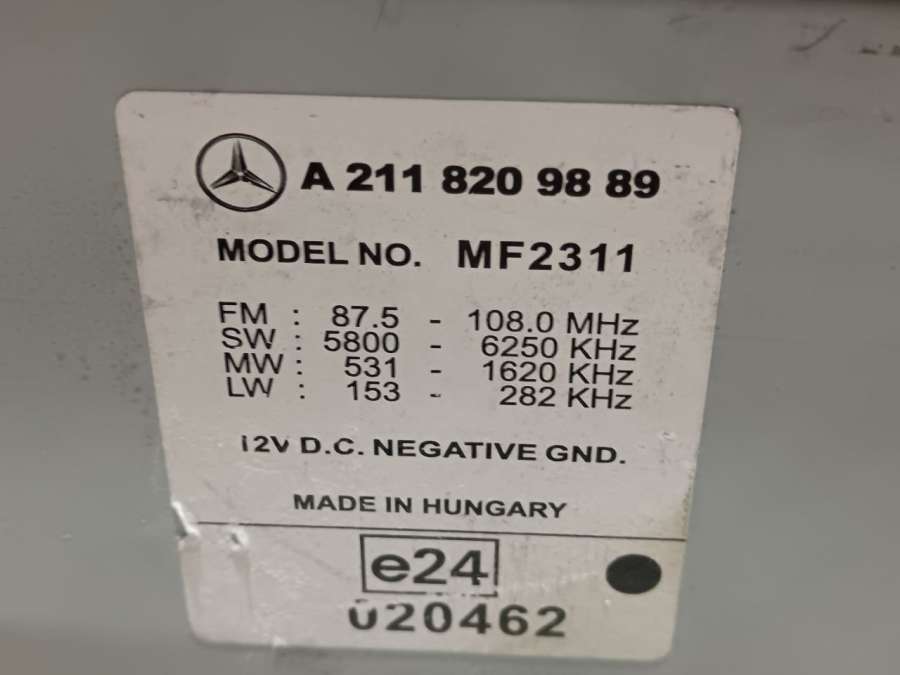 A 211 820 98 89
MODEL NO. MF2311
FM : 87.5 - 108.0 MHz
SW : 5800 - 6250 KHz
MW : 531 - 1620 KHz
LW : 153 - 282 KHz
12V D.C. NEGATIVE GND.
MADE IN HUNGARY
e24
020462